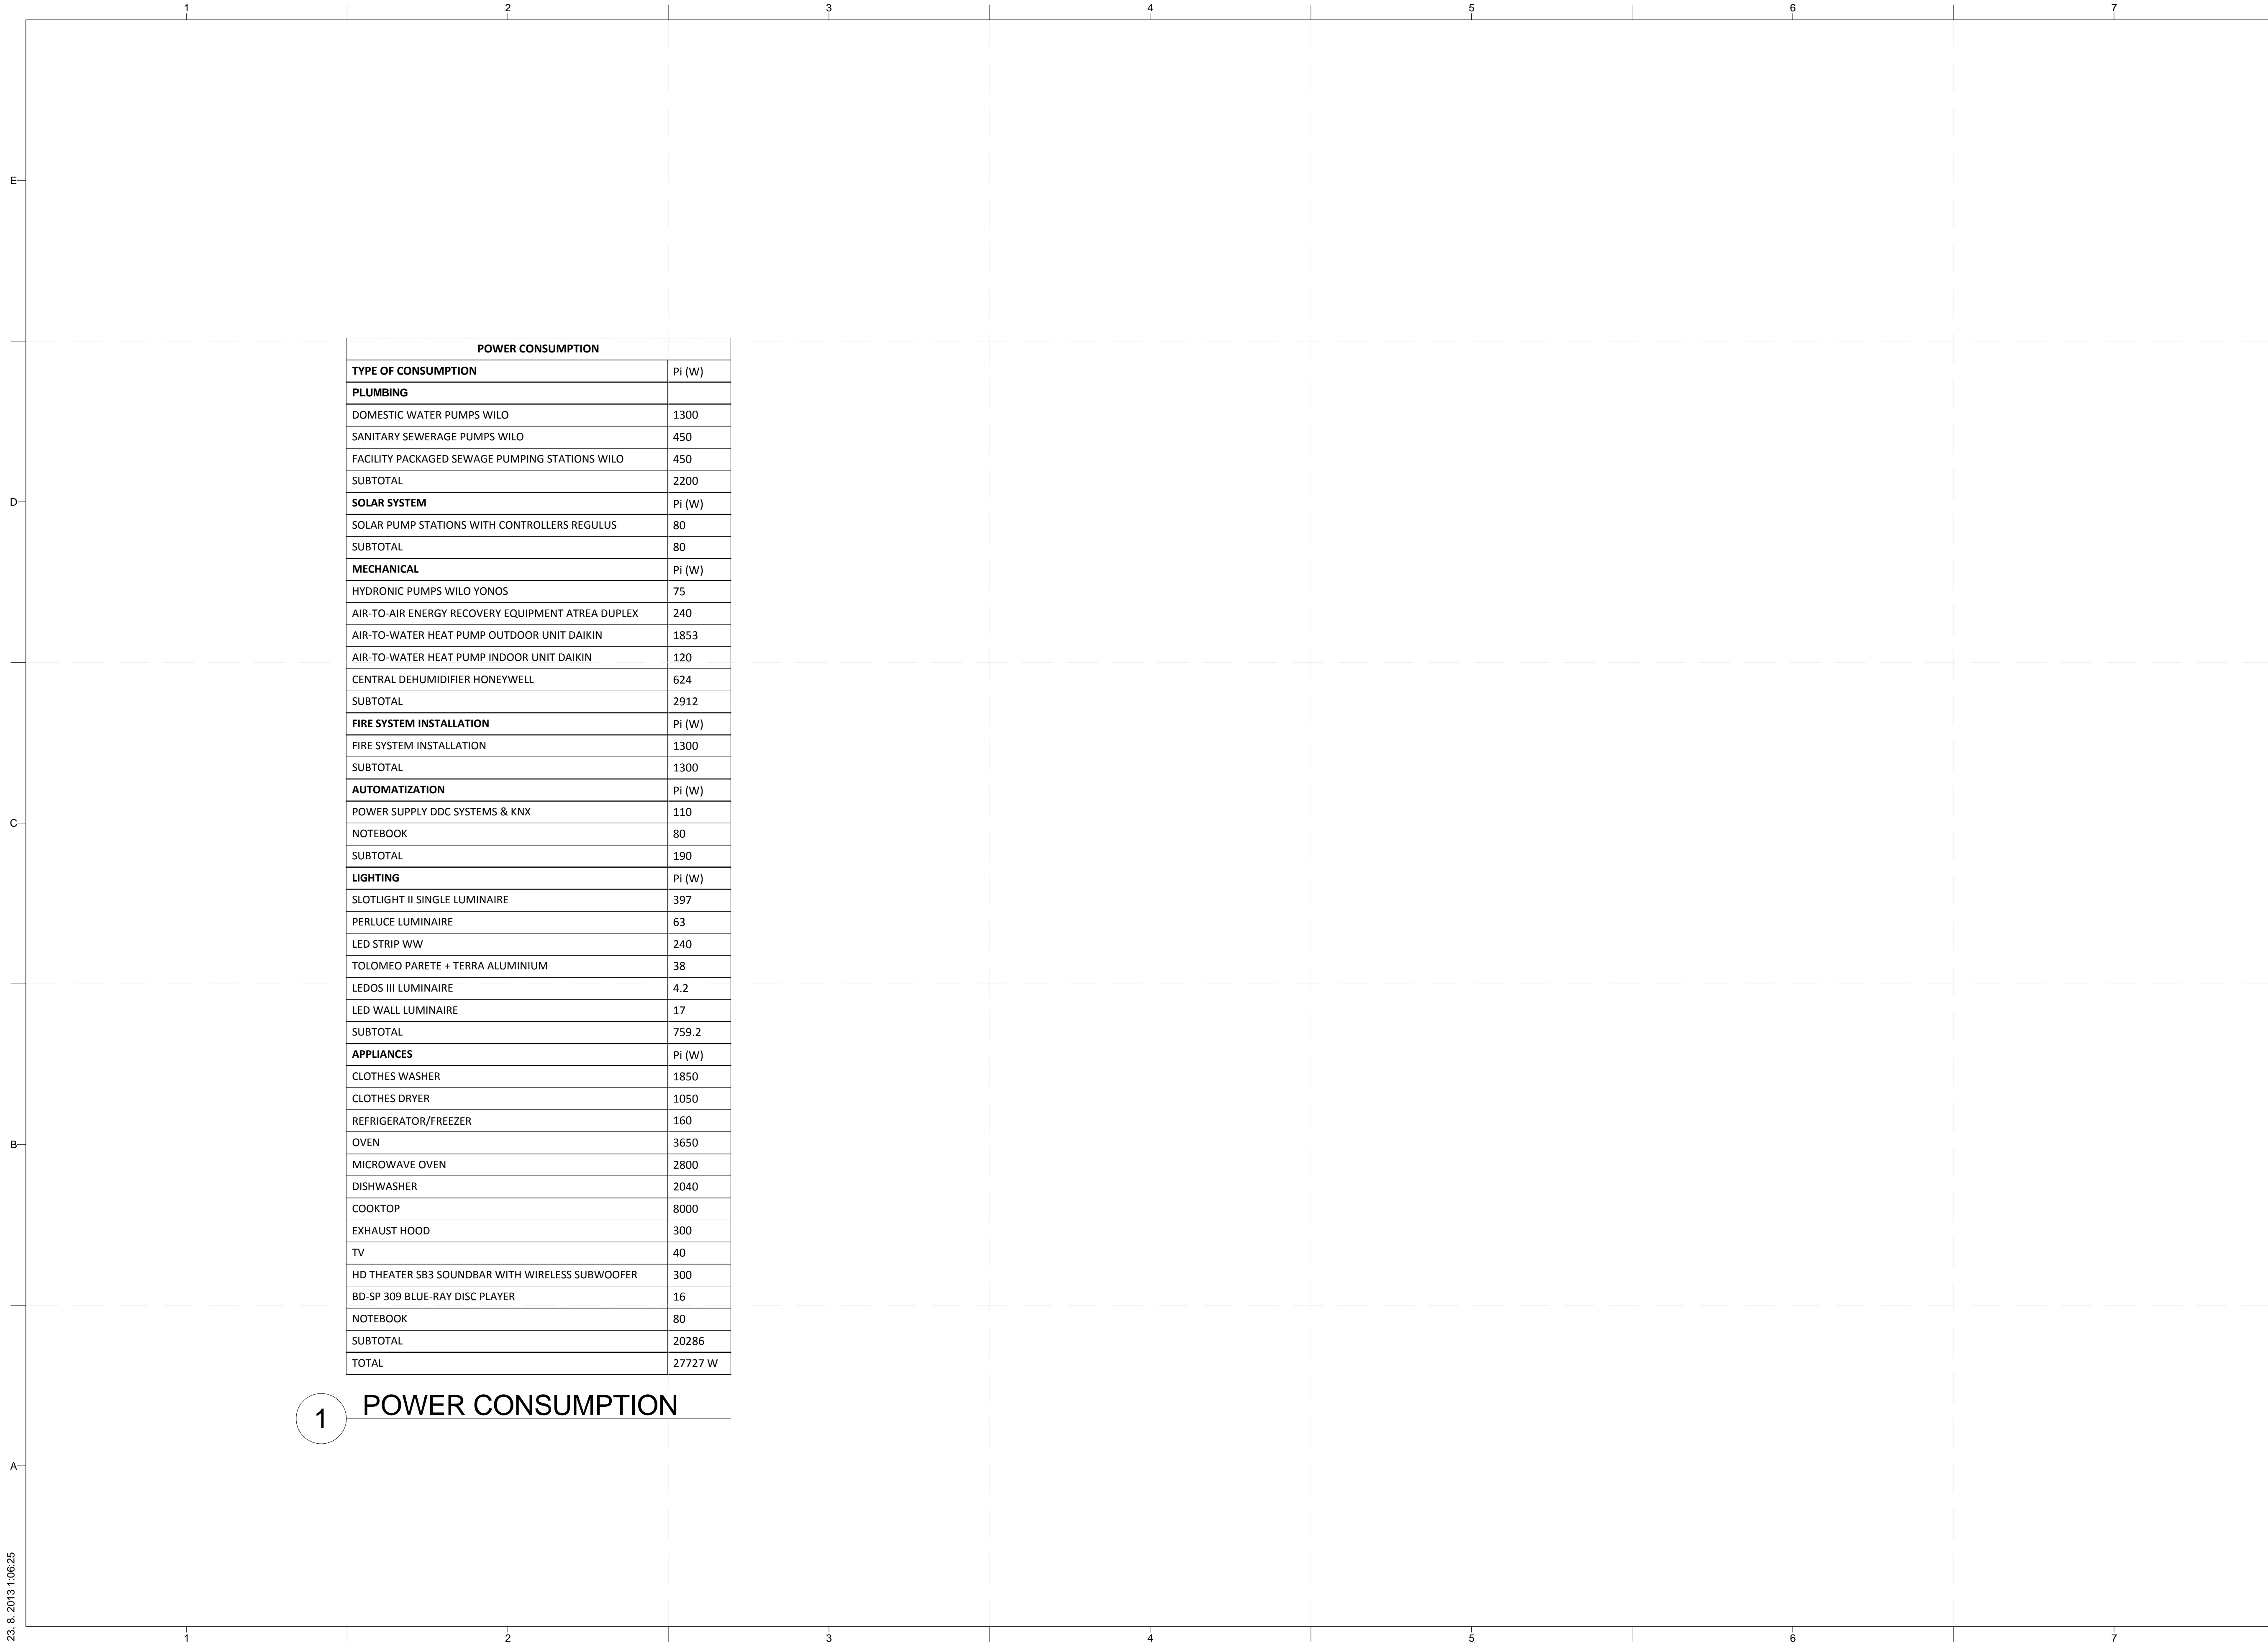 1 2 3 4 5 6 7
E
D
C
B
A
POWER CONSUMPTION
TYPE OF CONSUMPTION Pi (W)
PLUMBING
DOMESTIC WATER PUMPS WILO 1300
SANITARY SEWERAGE PUMPS WILO 450
FACILITY PACKAGED SEWAGE PUMPING STATIONS WILO 450
SUBTOTAL 2200
SOLAR SYSTEM Pi (W)
SOLAR PUMP STATIONS WITH CONTROLLERS REGULUS 80
SUBTOTAL 80
MECHANICAL Pi (W)
HYDRONIC PUMPS WILO YONOS 75
AIR-TO-AIR ENERGY RECOVERY EQUIPMENT ATREA DUPLEX 240
AIR-TO-WATER HEAT PUMP OUTDOOR UNIT DAIKIN 1853
AIR-TO-WATER HEAT PUMP INDOOR UNIT DAIKIN 120
CENTRAL DEHUMIDIFIER HONEYWELL 624
SUBTOTAL 2912
FIRE SYSTEM INSTALLATION Pi (W)
FIRE SYSTEM INSTALLATION 1300
SUBTOTAL 1300
AUTOMATIZATION Pi (W)
POWER SUPPLY DDC SYSTEMS & KNX 110
NOTEBOOK 80
SUBTOTAL 190
LIGHTING Pi (W)
SLOTLIGHT II SINGLE LUMINAIRE 397
PERLUCE LUMINAIRE 63
LED STRIP WW 240
TOLOMEO PARETE + TERRA ALUMINIUM 38
LEDOS III LUMINAIRE 4.2
LED WALL LUMINAIRE 17
SUBTOTAL 759.2
APPLIANCES Pi (W)
CLOTHES WASHER 1850
CLOTHES DRYER 1050
REFRIGERATOR/FREEZER 160
OVEN 3650
MICROWAVE OVEN 2800
DISHWASHER 2040
COOKTOP 8000
EXHAUST HOOD 300
TV 40
HD THEATER SB3 SOUNDBAR WITH WIRELESS SUBWOOFER 300
BD-SP 309 BLUE-RAY DISC PLAYER 16
NOTEBOOK 80
SUBTOTAL 20286
TOTAL 27727 W
1 POWER CONSUMPTION
23. 8. 2013 1:06:25
1 2 3 4 5 6 7